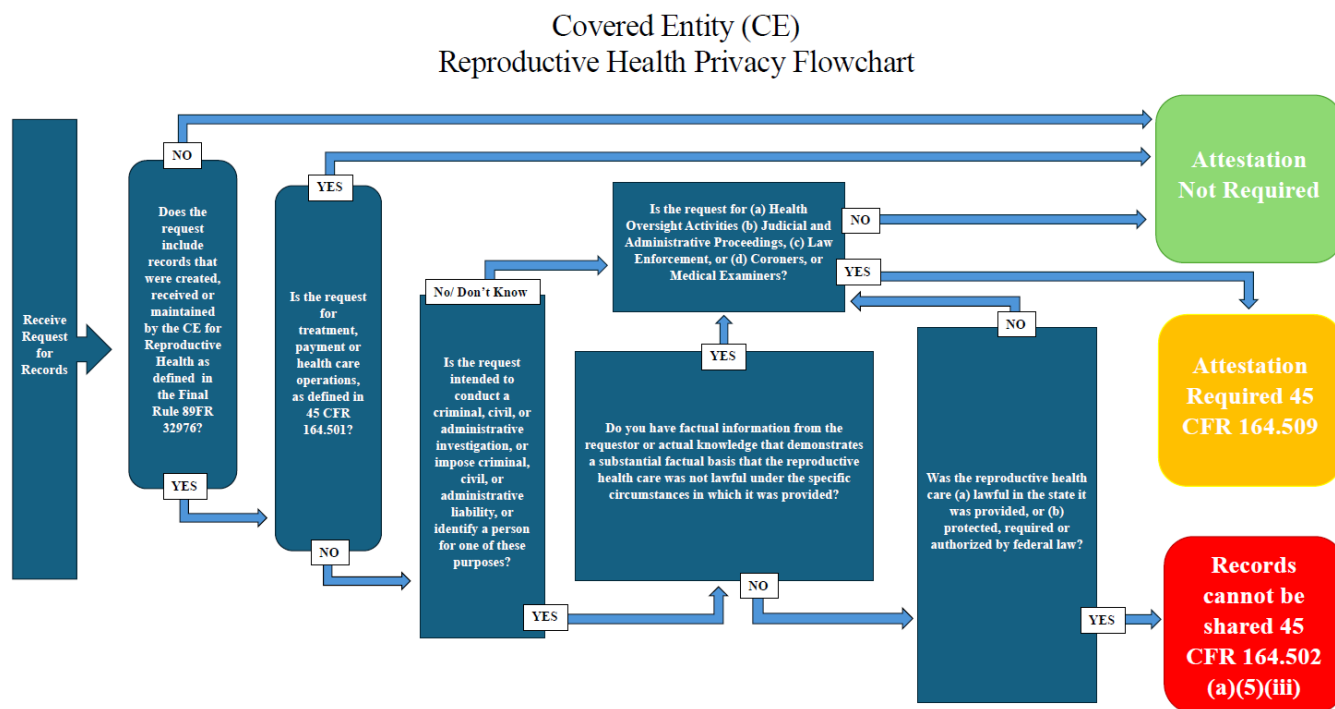 Covered Entity (CE)
Reproductive Health Privacy Flowchart
Receive
Request
for
Records
NO
Does the
request
include
records that
were created,
received or
maintained
by the CE for
Reproductive
Health as
defined in
the Final
Rule 89FR
32976?
YES
YES
Is the request
for
treatment,
payment or
health care
operations,
as defined in
45 CFR
164.501?
NO
No/ Don't Know
Is the request
intended to
conduct a
criminal, civil, or
administrative
investigation, or
impose criminal,
civil, or
administrative
liability, or
identify a person
for one of these
purposes?
YES
Is the request for (a) Health
Oversight Activities (b) Judicial and
Administrative Proceedings, (c) Law
Enforcement, or (d) Coroners, or
Medical Examiners?
NO
YES
YES
Do you have factual information from the
requestor or actual knowledge that demonstrates
a substantial factual basis that the reproductive
health care was not lawful under the specific
circumstances in which it was provided?
NO
NO
Was the reproductive health
care (a) lawful in the state it
was provided, or (b)
protected, required or
authorized by federal law?
YES
Attestation
Not Required
Attestation
Required 45
CFR 164.509
Records
cannot be
shared 45
CFR 164.502
(a)(5)(iii)